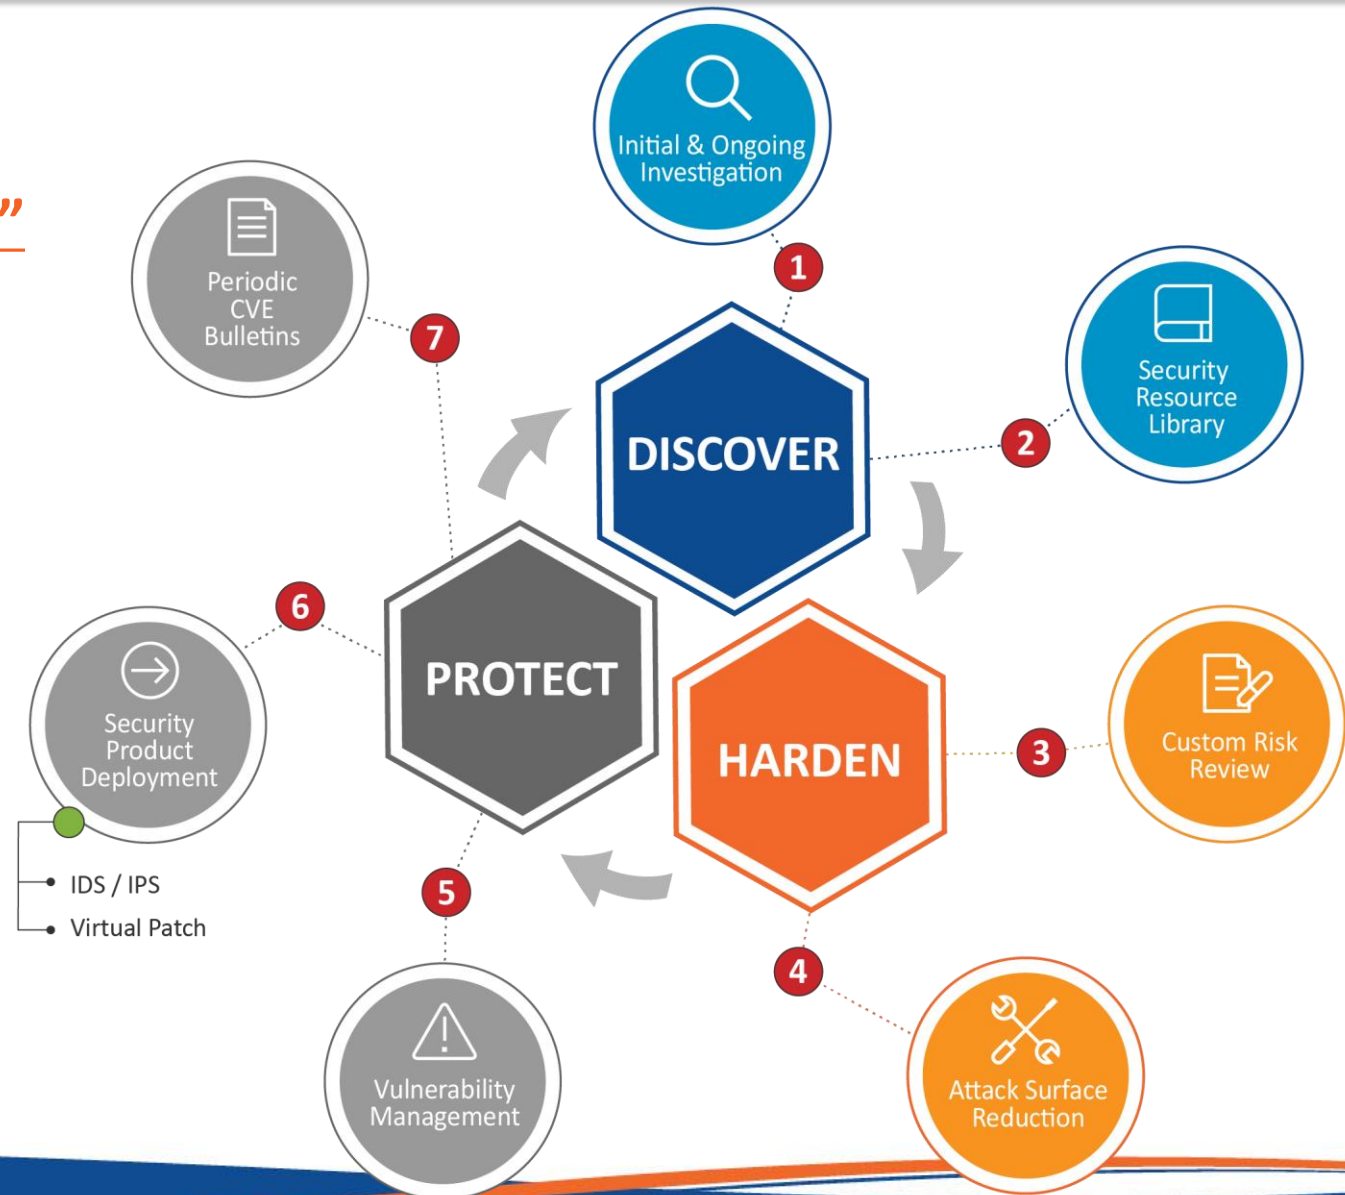 ”
1
Initial & Ongoing
Investigation
2
Security
Resource
Library
DISCOVER
3
Custom Risk
Review
HARDEN
4
Attack Surface
Reduction
5
Vulnerability
Management
PROTECT
6
Security
Product
Deployment
IDS / IPS
Virtual Patch
7
Periodic
CVE
Bulletins